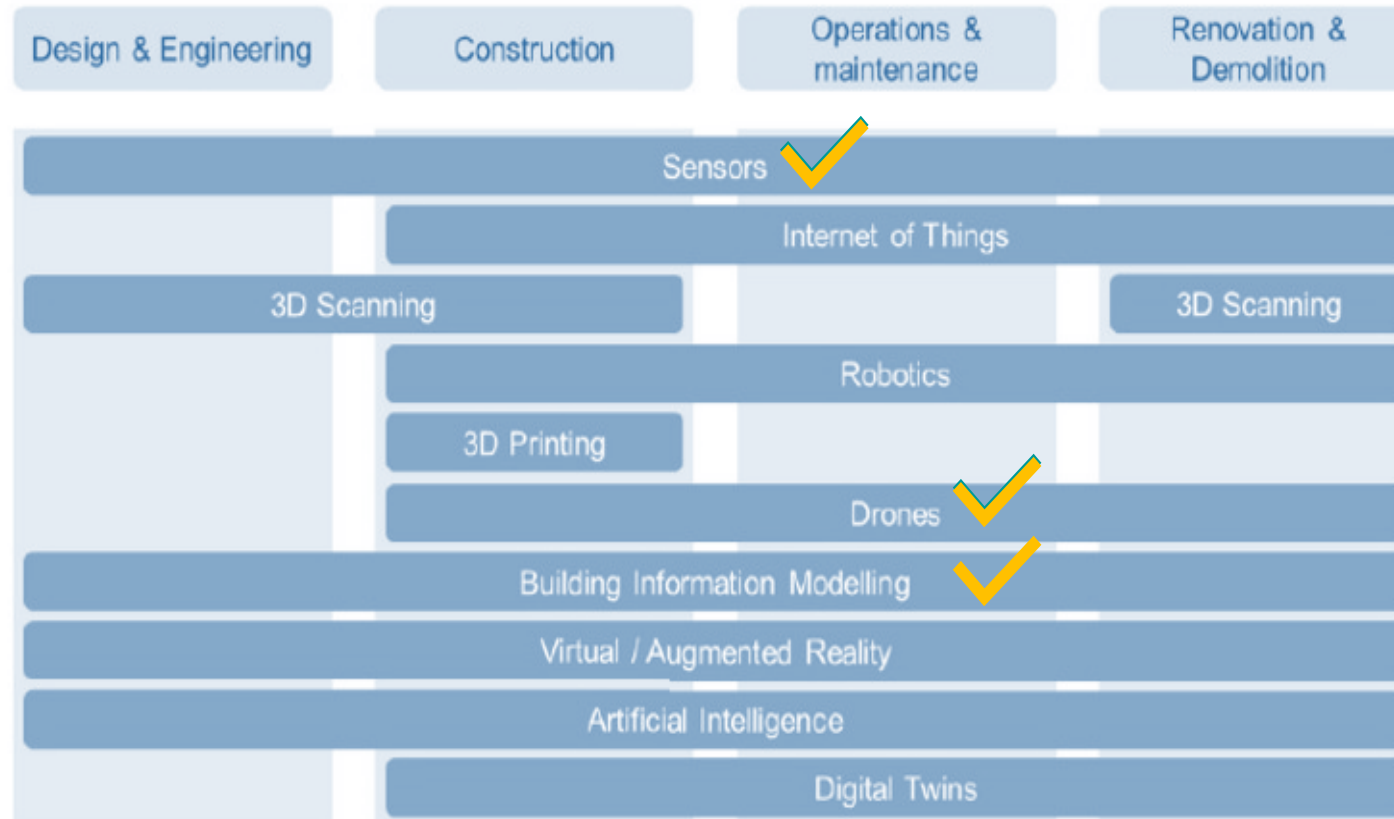 Design & Engineering
Construction
Operations &
maintenance
Renovation &
Demolition
Sensors
Internet of Things
3D Scanning
3D Scanning
Robotics
3D Printing
Drones
Building Information Modelling
Virtual / Augmented Reality
Artificial Intelligence
Digital Twins